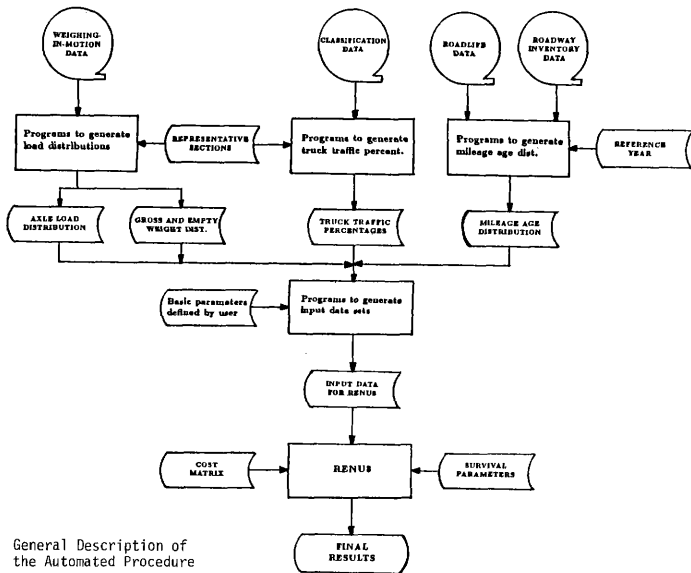 WEIGHING-
IN-MOTION
DATA
CLASSIFICATION
DATA
ROADLIFE
DATA
ROADWAY
INVENTORY
DATA
Programs to generate
load distributions
REPRESENTATIVE
SECTIONS
Programs to generate
truck traffic percent.
Programs to generate
mileage age dist.
REFERENCE
YEAR
AXLE LOAD
DISTRIBUTION
GROSS AND EMPTY
WEIGHT DIST.
TRUCK TRAFFIC
PERCENTAGES
MILEAGE AGE
DISTRIBUTION
Basic parameters
defined by user
Programs to generate
input data sets
INPUT DATA
FOR RENUS
COST
MATRIX
RENUS
SURVIVAL
PARAMETERS
FINAL
RESULTS
General Description of
the Automated Procedure